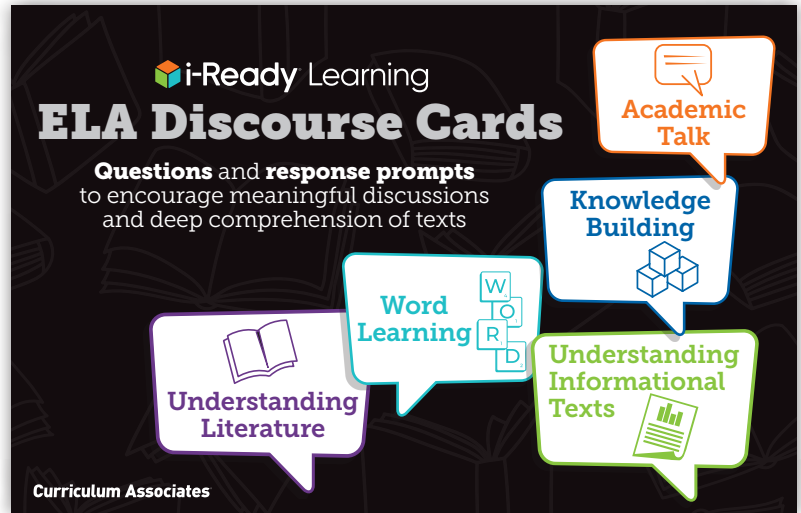 i-Ready Learning
ELA Discourse Cards
Questions and response prompts
to encourage meaningful discussions
and deep comprehension of texts
Academic
Talk
Knowledge
Building
Word
Learning
W
O
R
D
Understanding
Informational
Texts
Understanding
Literature
Curriculum Associates